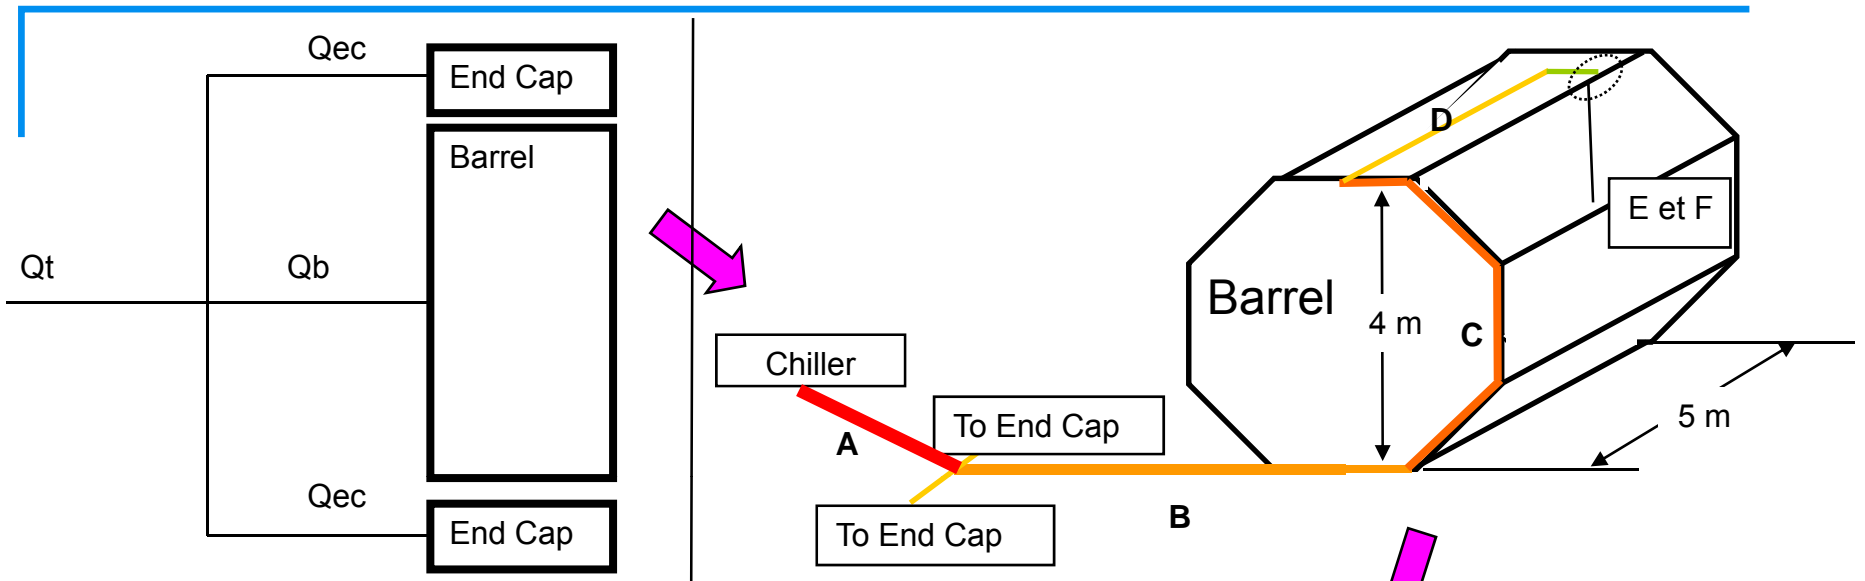 Qec
End Cap
Barrel
Qt
Qb
Qec
End Cap
D
E et F
Barrel
4 m
C
Chiller
A
To End Cap
5 m
B
To End Cap